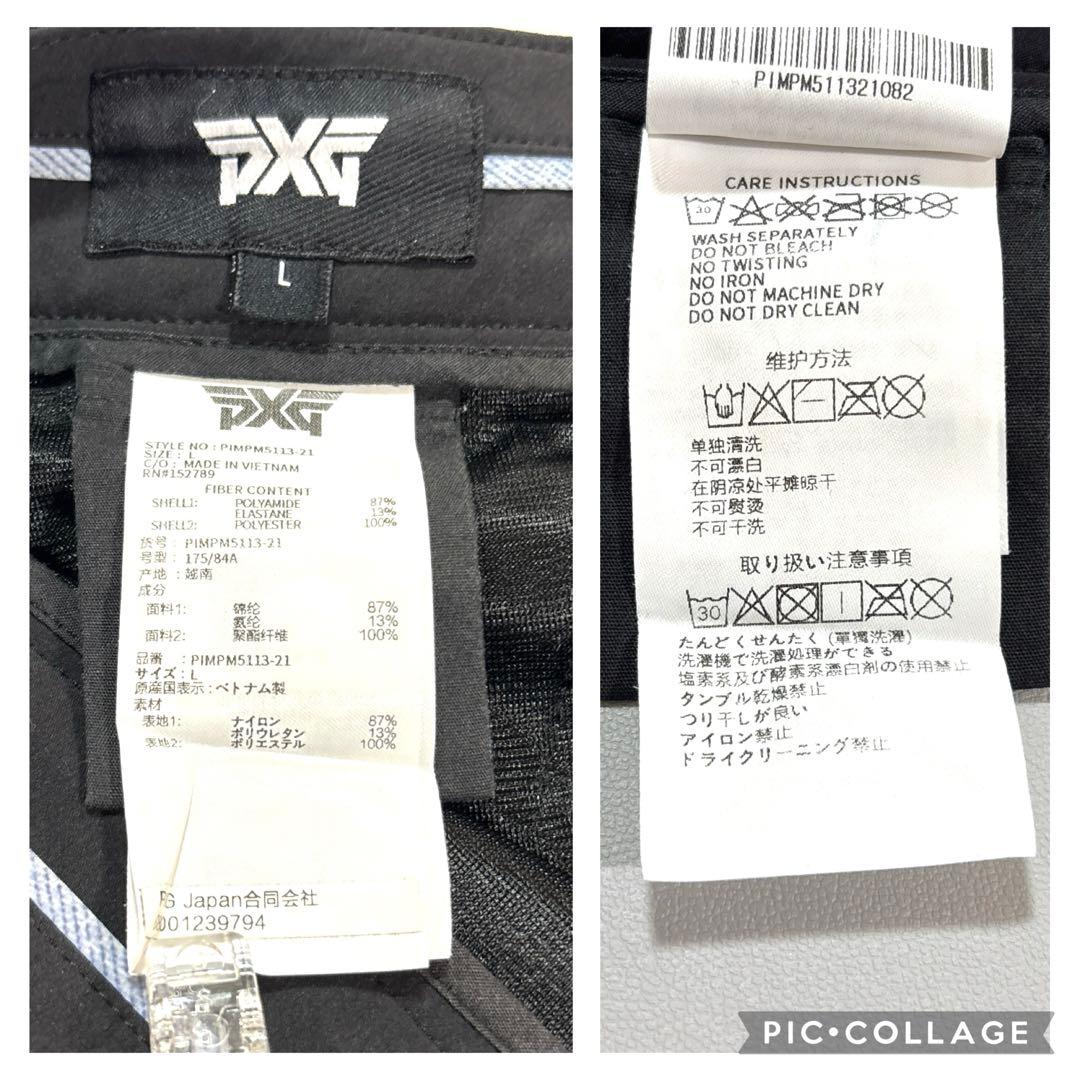 PXG
L
PXG
STYLE NO : PIMPM5113-21
SIZE : L
C/O : MADE IN VIETNAM
RN#152789
FIBER CONTENT
SHELL1: POLYAMIDE 87%
ELASTANE 13%
SHELL2: POLYESTER 100%
货号 : PIMPM5113-21
号型 : 175/84A
产地 : 越南
成分
面料1: 锦纶 87%
氨纶 13%
面料2: 聚酯纤维 100%
品番 : PIMPM5113-21
サイズ : L
原産国表示 : ベトナム製
素材
表地1: ナイロン 87%
ポリウレタン 13%
表地2: ポリエステル 100%
G Japan合同会社
001239794
PIMPM511321082
CARE INSTRUCTIONS
30
WASH SEPARATELY
DO NOT BLEACH
NO TWISTING
NO IRON
DO NOT MACHINE DRY
DO NOT DRY CLEAN
维护方法
单独清洗
不可漂白
在阴凉处平摊晾干
不可熨烫
不可干洗
取り扱い注意事項
30
たんどくせんたく (單獨洗濯)
洗濯機で洗濯処理ができる
塩素系及び酵素系漂白剤の使用禁止
タンブル乾燥禁止
つり干しが良い
アイロン禁止
ドライクリーニング禁止
PIC•COLLAGE